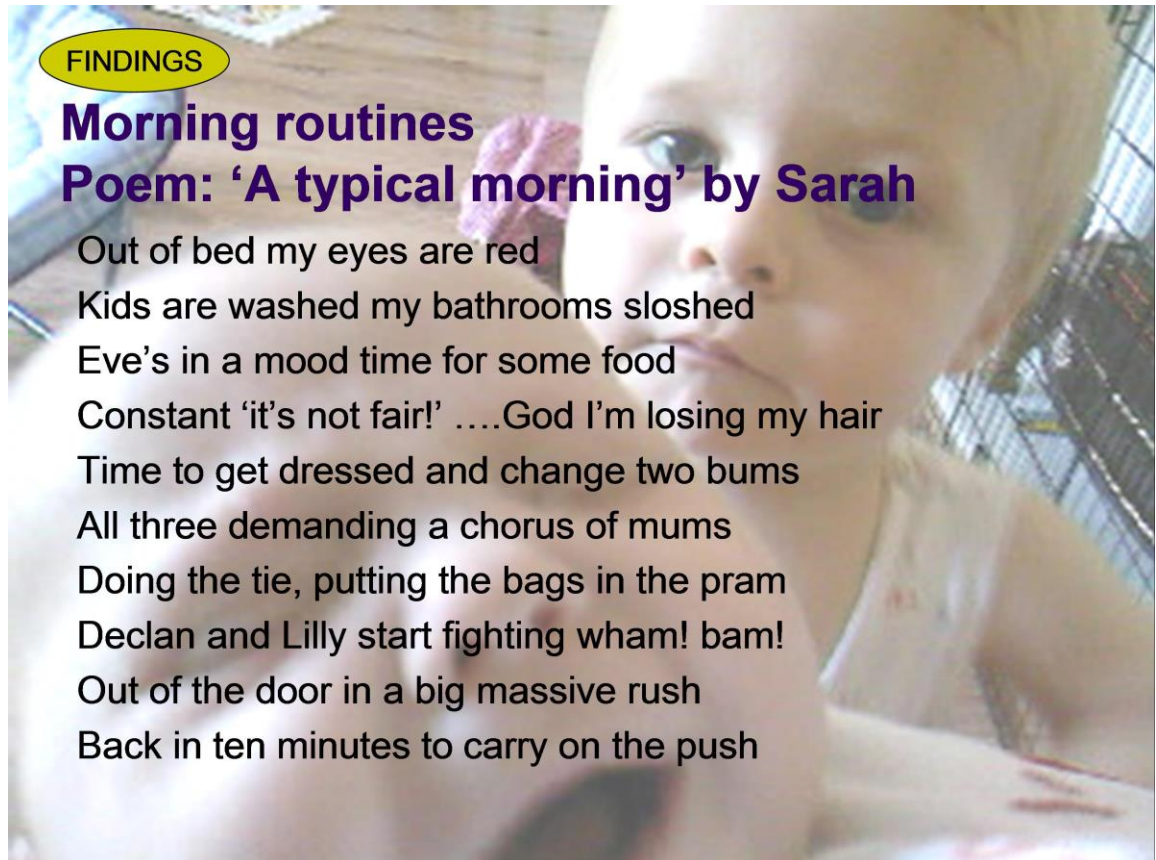 FINDINGS
Morning routines
Poem: ‘A typical morning’ by Sarah
Out of bed my eyes are red
Kids are washed my bathrooms sloshed
Eve’s in a mood time for some food
Constant ‘it’s not fair!’ ….God I’m losing my hair
Time to get dressed and change two bums
All three demanding a chorus of mums
Doing the tie, putting the bags in the pram
Declan and Lilly start fighting wham! bam!
Out of the door in a big massive rush
Back in ten minutes to carry on the push